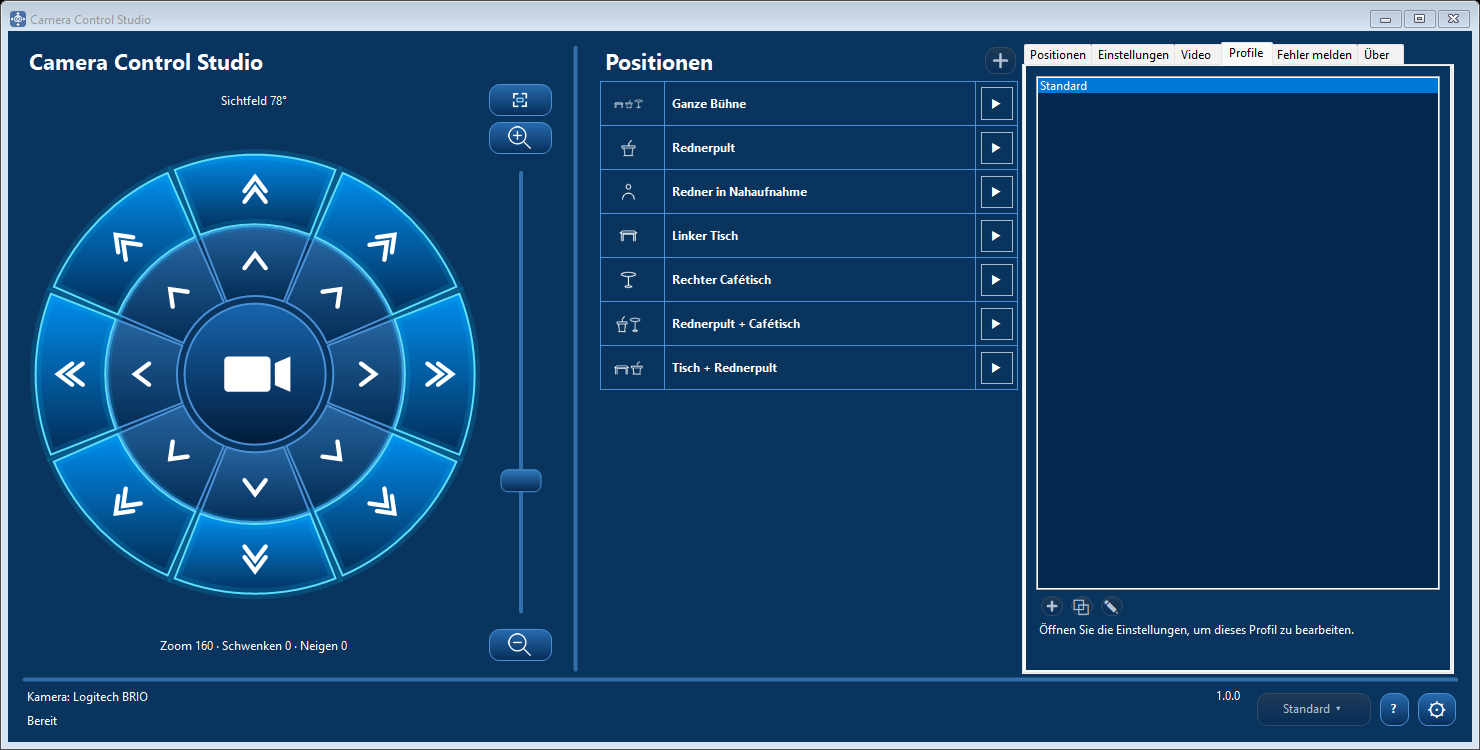 Camera Control Studio
Camera Control Studio
Sichtfeld 78°
Zoom 160 · Schwenken 0 · Neigen 0
Positionen
Ganze Bühne
Rednerpult
Redner in Nahaufnahme
Linker Tisch
Rechter Cafétisch
Rednerpult + Cafétisch
Tisch + Rednerpult
Positionen Einstellungen Video Profile Fehler melden Über
Standard
Öffnen Sie die Einstellungen, um dieses Profil zu bearbeiten.
Kamera: Logitech BRIO
Bereit
1.0.0
Standard
?